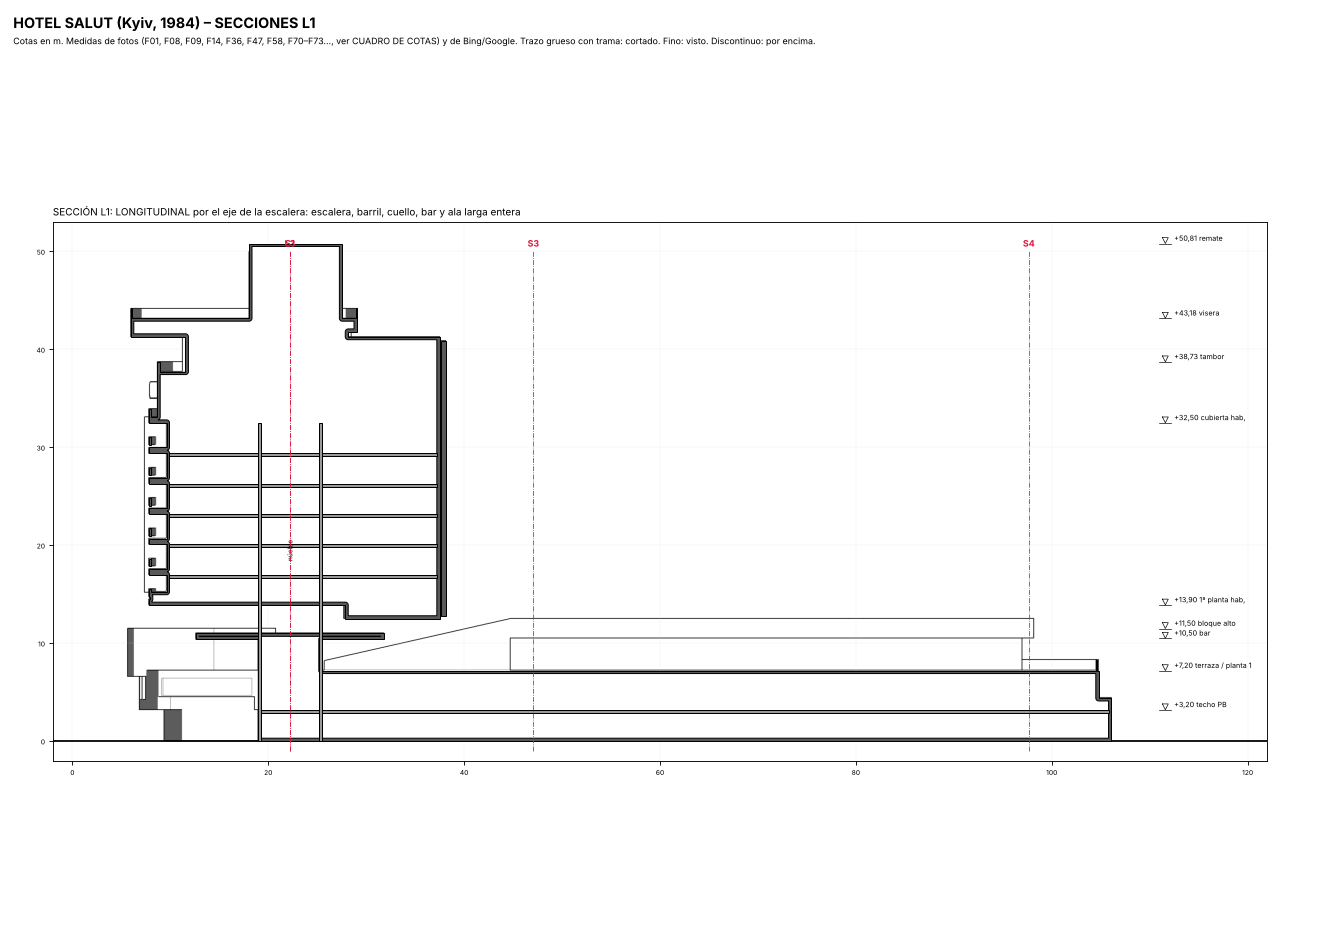 HOTEL SALUT (Kyiv, 1984) – SECCIONES L1
Cotas en m. Medidas de fotos (F01, F08, F09, F14, F36, F47, F58, F70–F73…, ver CUADRO DE COTAS) y de Bing/Google. Trazo grueso con trama: cortado. Fino: visto. Discontinuo: por encima.
SECCIÓN L1: LONGITUDINAL por el eje de la escalera: escalera, barril, cuello, bar y ala larga entera
S3
S4
+50,81 remate
+43,18 visera
+38,73 tambor
+32,50 cubierta hab,
+13,90 1ª planta hab,
+11,50 bloque alto
+10,50 bar
+7,20 terraza / planta 1
+3,20 techo PB
50
40
30
20
10
0
0
20
40
60
80
100
120